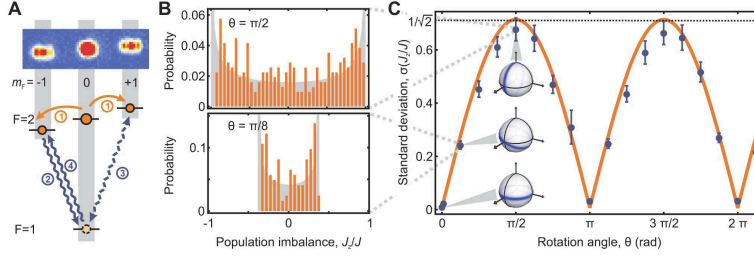 A
m_F= -1 0 +1
1
1
F=2
2
4
3
F=1
B
Probability
0.06
0.04
0.02
0.00
θ = π/2
Probability
0.1
0
θ = π/8
-1 0 1
Population imbalance, J_z/J
C
Standard deviation, σ(J_z/J)
1/√2
0.6
0.4
0.2
0
0 π/2 π 3 π/2 2 π
Rotation angle, θ (rad)